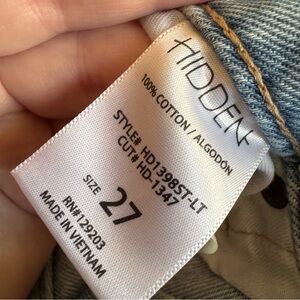 HIDDEN
100% COTTON / ALGODÓN
STYLE# HD1398ST-LT
CUT# HD-1347
SIZE 27
RN#129203
MADE IN VIETNAM